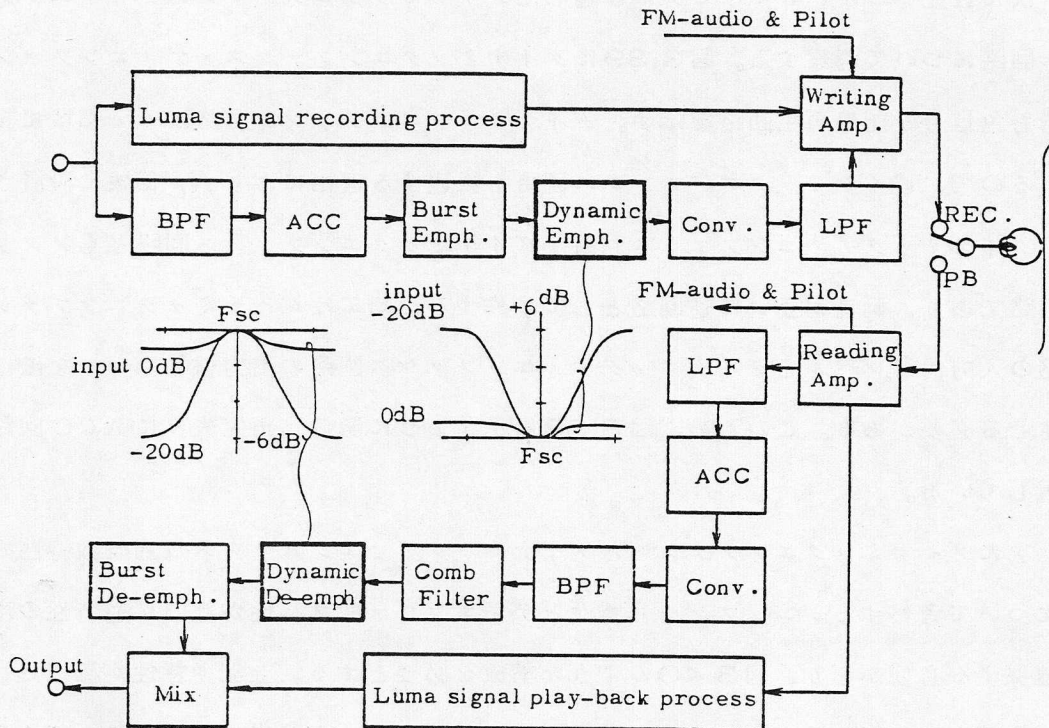 FM-audio & Pilot
Luma signal recording process
Writing
Amp.
BPF
ACC
Burst
Emph.
Dynamic
Emph.
Conv.
LPF
REC.
PB
input
-20dB
+6dB
0dB
Fsc
Fsc
input 0dB
-20dB
-6dB
FM-audio & Pilot
LPF
Reading
Amp.
ACC
Burst
De-emph.
Dynamic
De-emph.
Comb
Filter
BPF
Conv.
Output
Mix
Luma signal play-back process